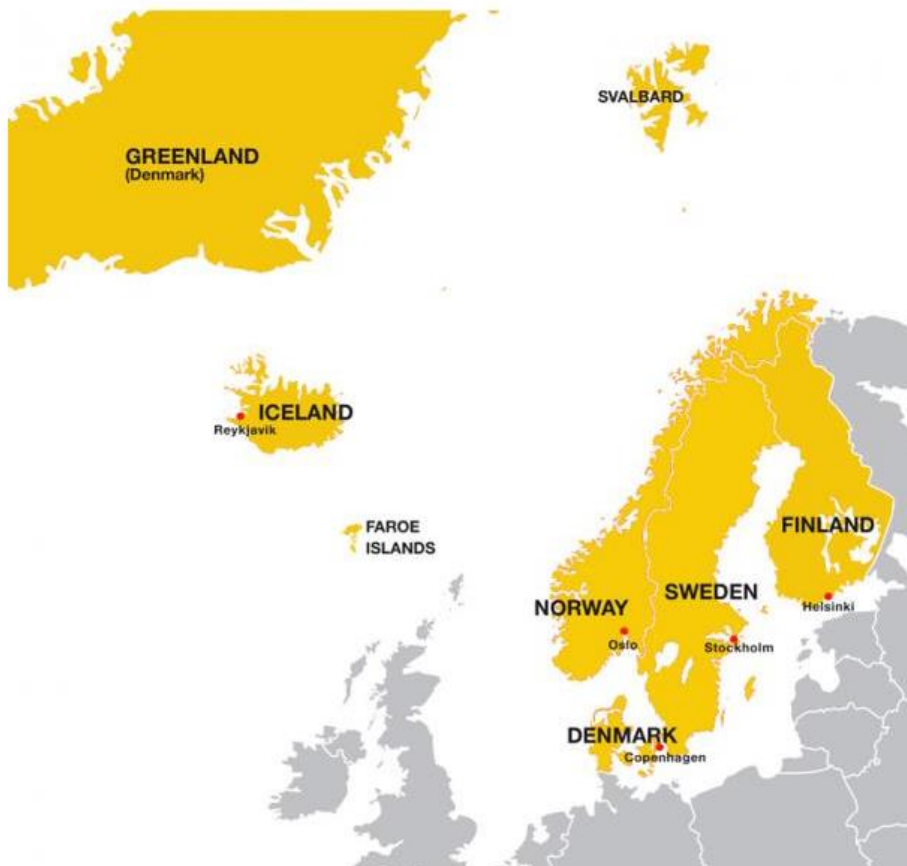 SVALBARD
GREENLAND
(Denmark)
ICELAND
Reykjavik
FAROE
ISLANDS
FINLAND
SWEDEN
NORWAY
Helsinki
Oslo
Stockholm
DENMARK
Copenhagen